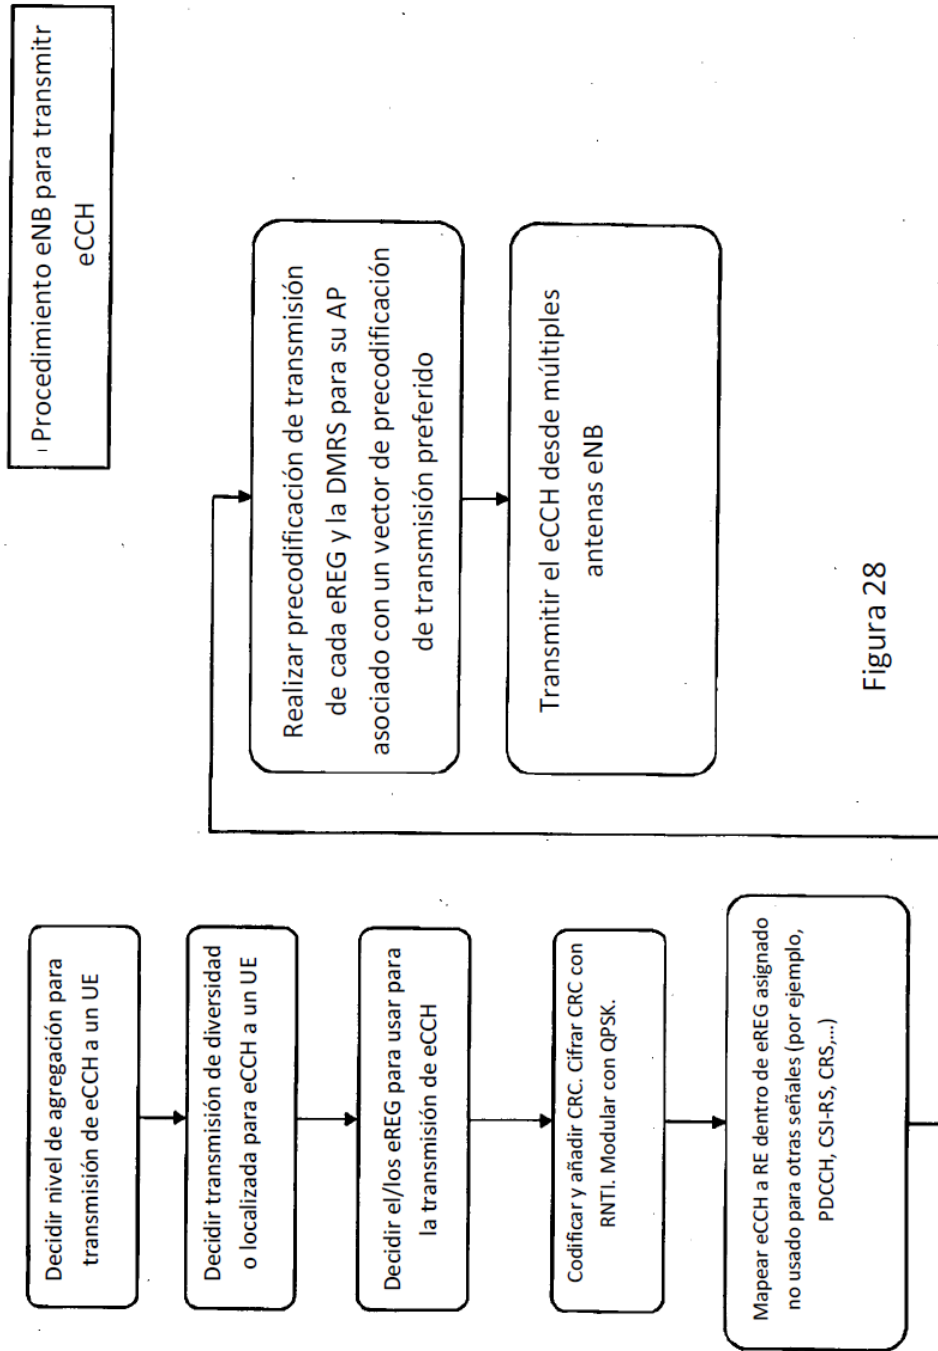 Procedimiento eNB para transmitr
eCCH
Decidir nivel de agregación para
transmisión de eCCH a un UE
Decidir transmisión de diversidad
o localizada para eCCH a un UE
Decidir el/los eREG para usar para
la transmisión de eCCH
Codificar y añadir CRC. Cifrar CRC con
RNTI. Modular con QPSK.
Mapear eCCH a RE dentro de eREG asignado
no usado para otras señales (por ejemplo,
PDCCH, CSI-RS, CRS,...)
Realizar precodificación de transmisión
de cada eREG y la DMRS para su AP
asociado con un vector de precodificación
de transmisión preferido
Transmitir el eCCH desde múltiples
antenas eNB
Figura 28